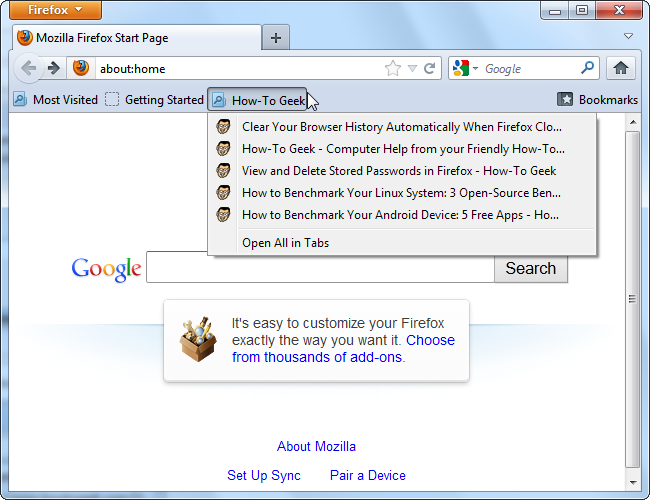 Firefox
Mozilla Firefox Start Page
about:home
Google
Most Visited
Getting Started
How-To Geek
Bookmarks
Clear Your Browser History Automatically When Firefox Clo...
How-To Geek - Computer Help from your Friendly How-To...
View and Delete Stored Passwords in Firefox - How-To Geek
How to Benchmark Your Linux System: 3 Open-Source Ben...
How to Benchmark Your Android Device: 5 Free Apps - Ho...
Open All in Tabs
Google
Search
It's easy to customize your Firefox
exactly the way you want it. Choose
from thousands of add-ons.
About Mozilla
Set Up Sync
Pair a Device